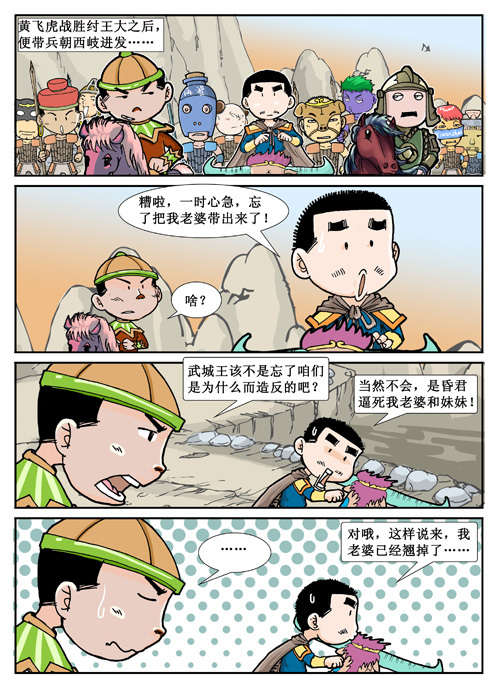 黄飞虎战胜纣王大之后，
便带兵朝西岐进发……
糟啦，一时心急，忘
了把我老婆带出来了！
啥？
武城王该不是忘了咱们
是为什么而造反的吧？
当然不会，是昏君
逼死我老婆和妹妹！
……
对哦，这样说来，我
老婆已经翘掉了……